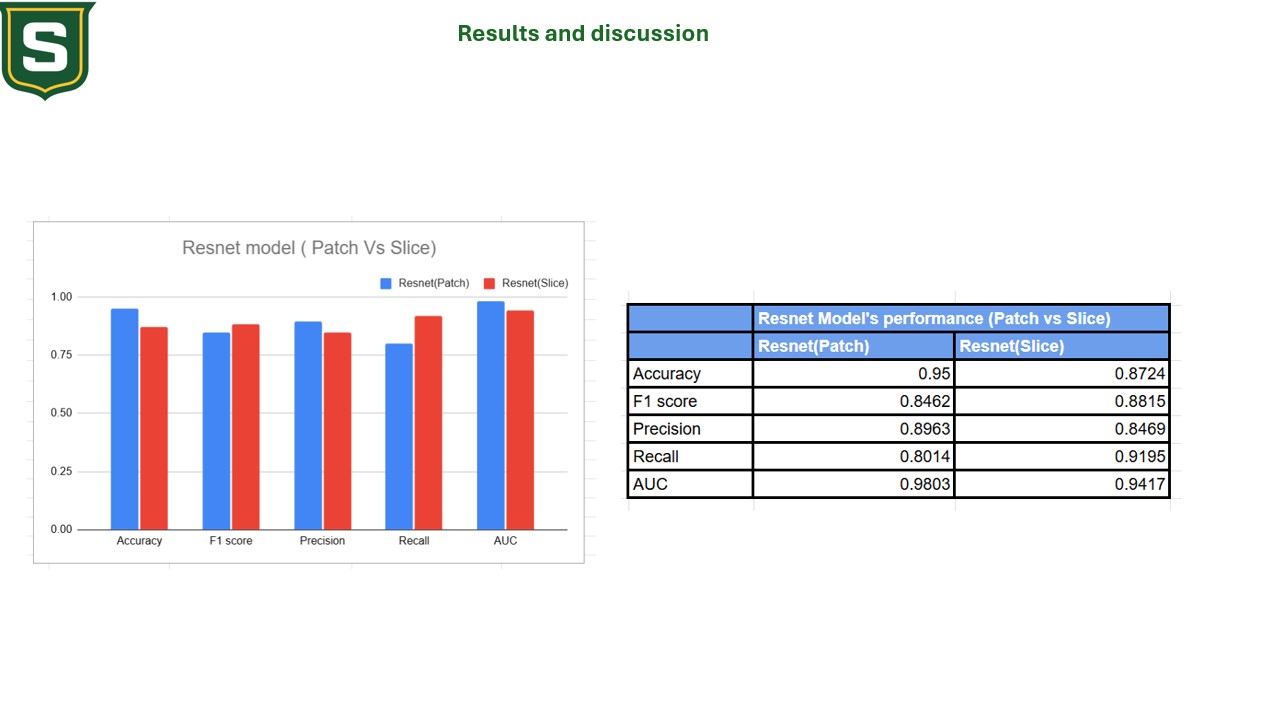 S
Results and discussion
Resnet model ( Patch Vs Slice)
Resnet(Patch) Resnet(Slice)
1.00
0.75
0.50
0.25
0.00
Accuracy F1 score Precision Recall AUC
Resnet Model's performance (Patch vs Slice)
Resnet(Patch) Resnet(Slice)
Accuracy 0.95 0.8724
F1 score 0.8462 0.8815
Precision 0.8963 0.8469
Recall 0.8014 0.9195
AUC 0.9803 0.9417